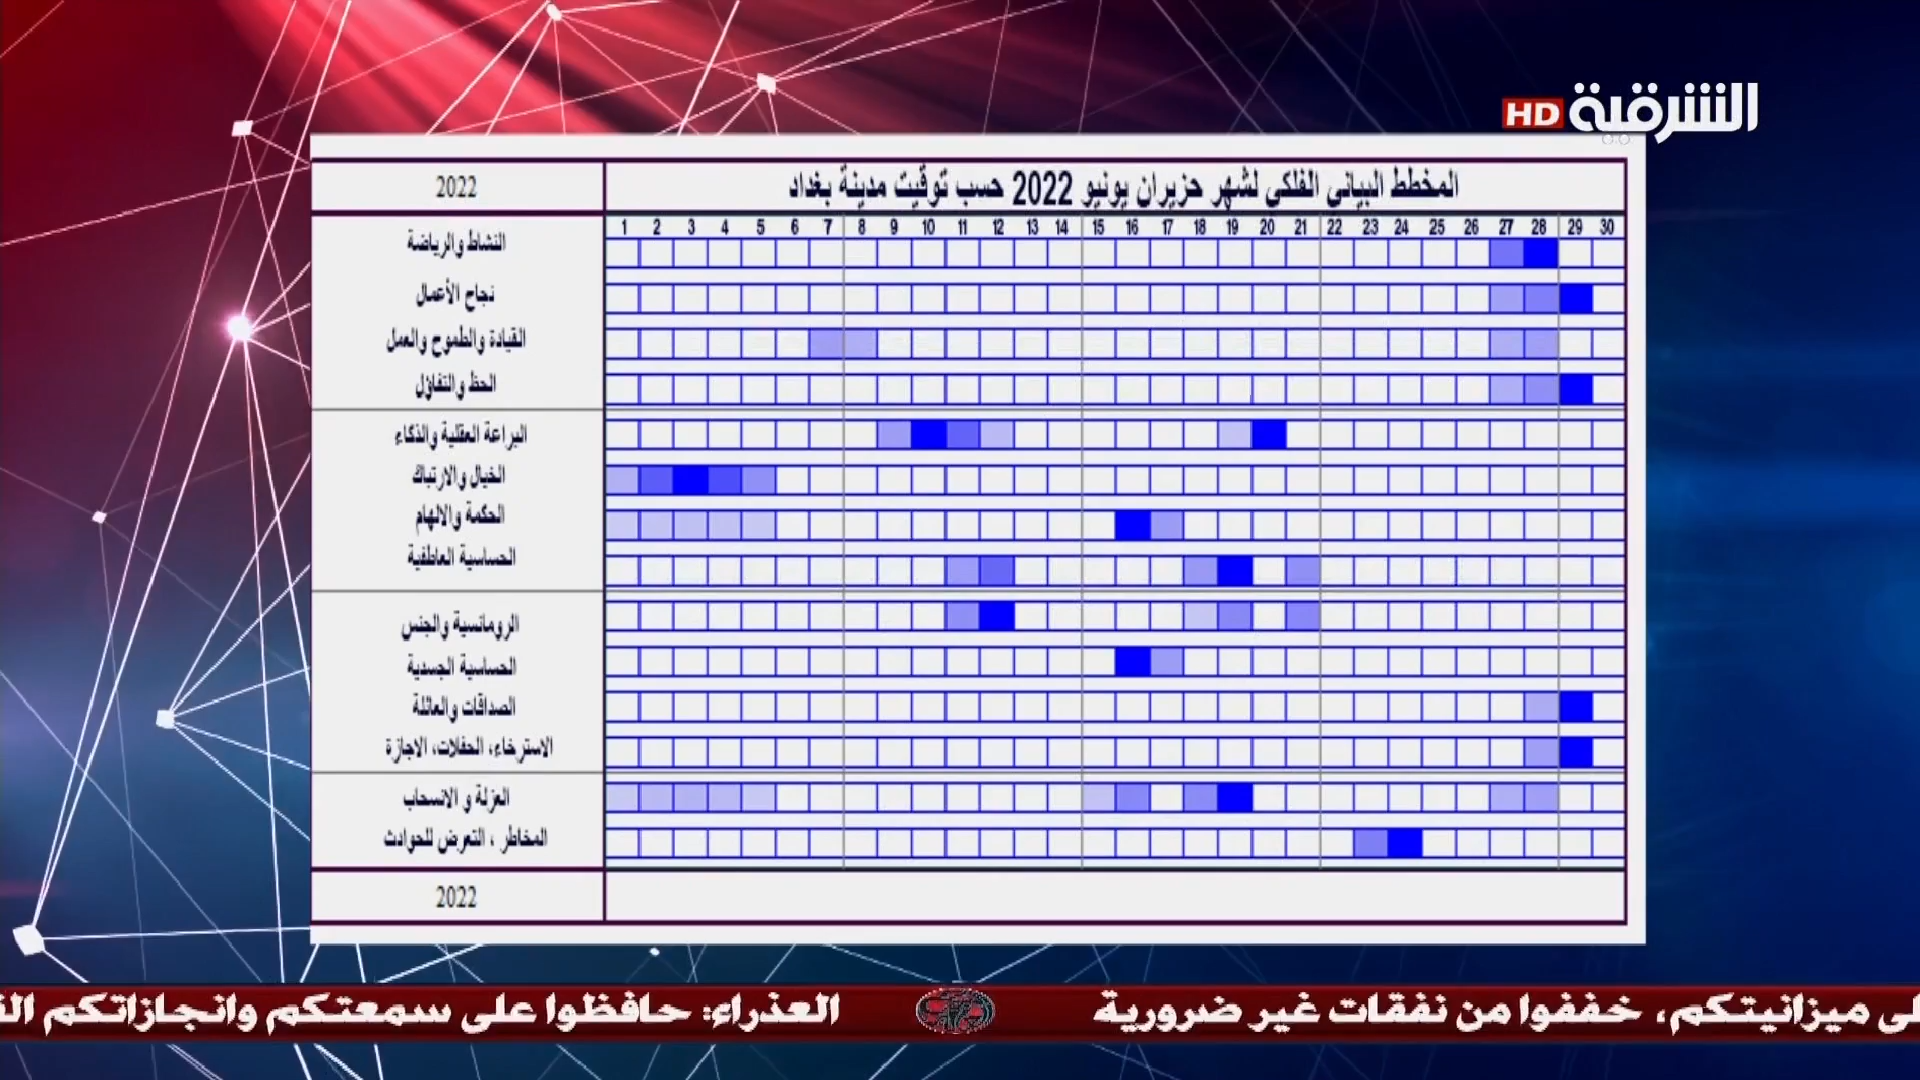 الشرقية HD
2022
المخطط البياني الفلكي لشهر حزيران يونيو 2022 حسب توقيت مدينة بغداد
1 2 3 4 5 6 7 8 9 10 11 12 13 14 15 16 17 18 19 20 21 22 23 24 25 26 27 28 29 30
النشاط والرياضة
نجاح الأعمال
القيادة والطموح والعمل
الحظ والتفاؤل
البراعة العقلية والذكاء
الخيال والارتباك
الحكمة والالهام
الحساسية العاطفية
الرومانسية والجنس
الحساسية الجسدية
الصداقات والعائلة
الاسترخاء، الحفلات، الاجازة
العزلة و الانسحاب
المخاطر ، التعرض للحوادث
2022
ميزانيتكم، خففوا من نفقات غير ضرورية العذراء: حافظوا على سمعتكم وانجازاتكم